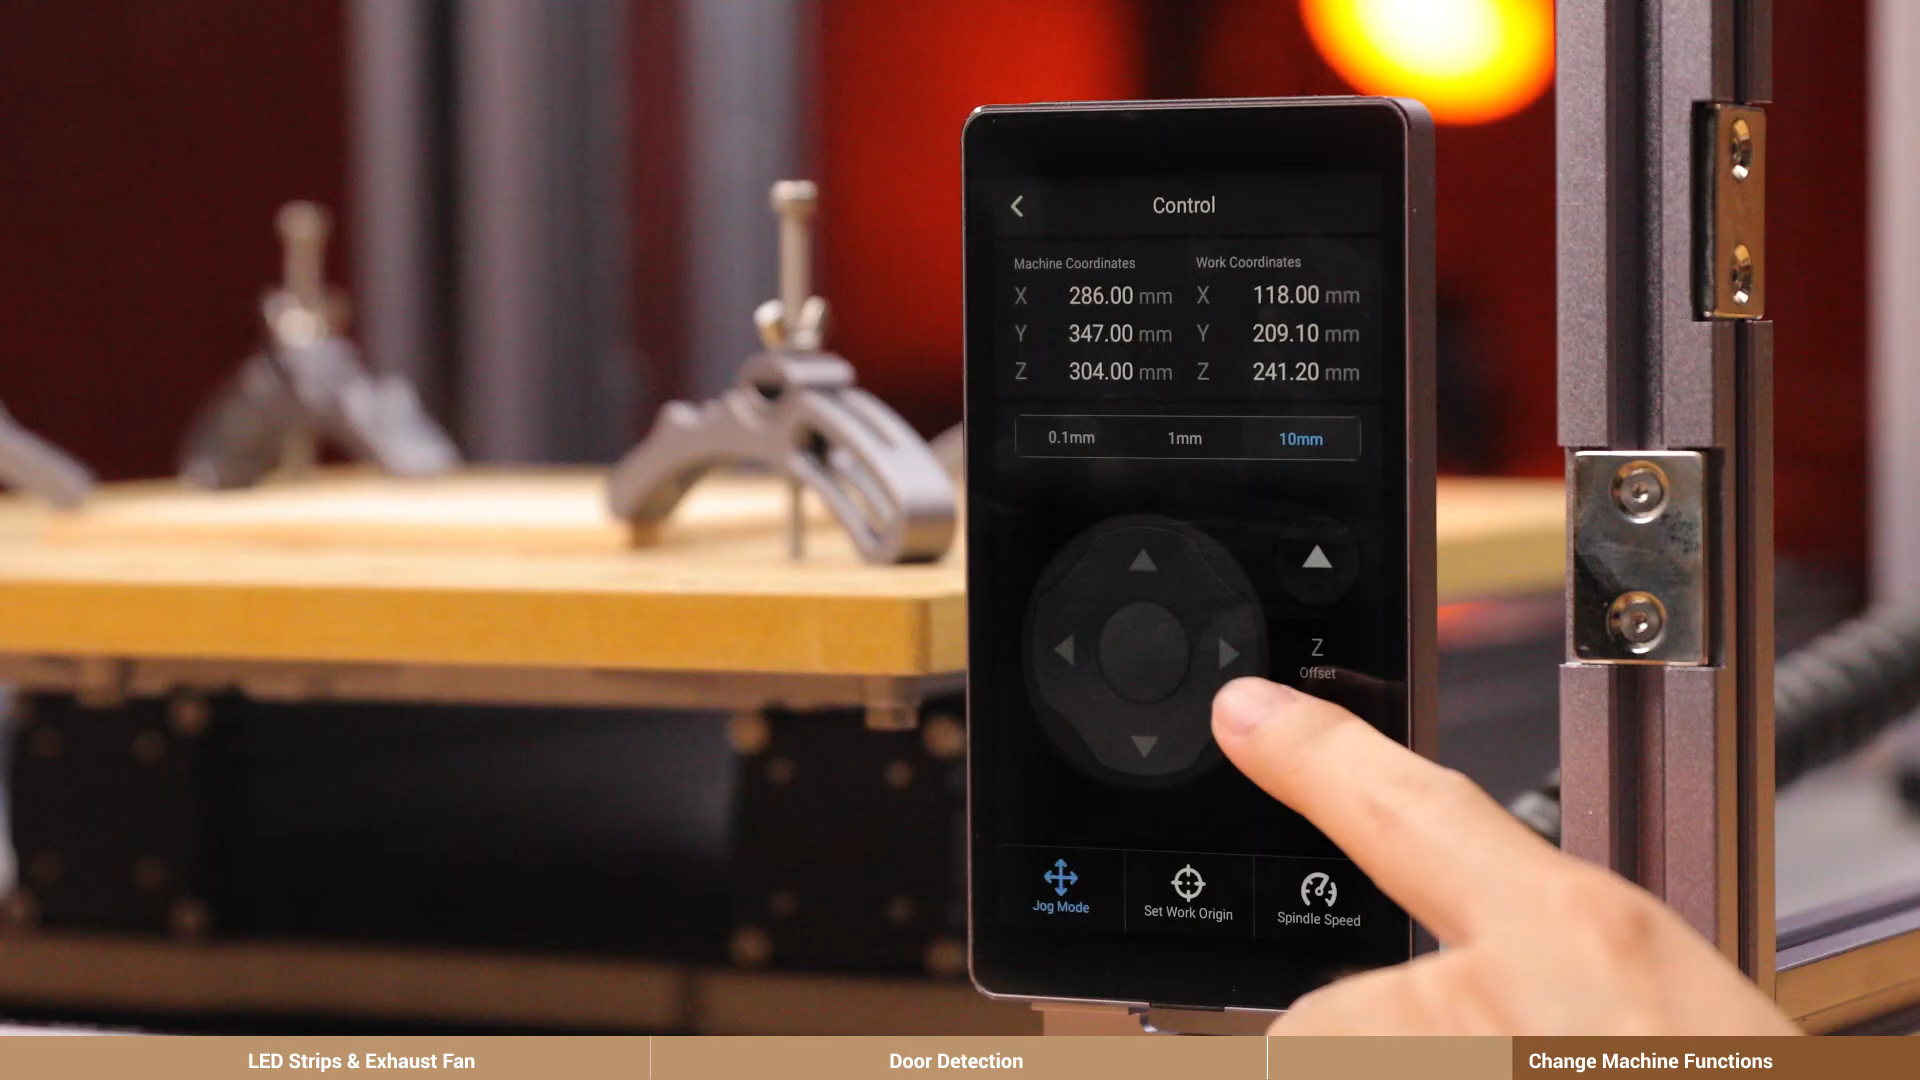 Control
Machine Coordinates Work Coordinates
X 286.00 mm X 118.00 mm
Y 347.00 mm Y 209.10 mm
Z 304.00 mm Z 241.20 mm
0.1mm 1mm 10mm
Z
Offset
Jog Mode Set Work Origin Spindle Speed
LED Strips & Exhaust Fan Door Detection Change Machine Functions